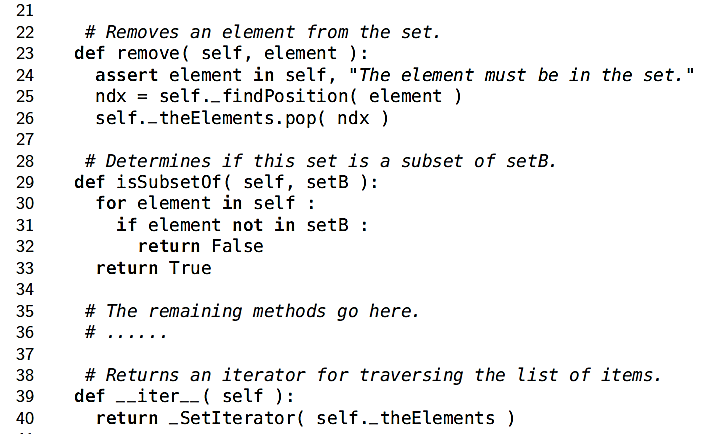 21
22 # Removes an element from the set.
23 def remove( self, element ):
24 assert element in self, "The element must be in the set."
25 ndx = self._findPosition( element )
26 self._theElements.pop( ndx )
27
28 # Determines if this set is a subset of setB.
29 def isSubsetOf( self, setB ):
30 for element in self :
31 if element not in setB :
32 return False
33 return True
34
35 # The remaining methods go here.
36 # ......
37
38 # Returns an iterator for traversing the list of items.
39 def __iter__( self ):
40 return _SetIterator( self._theElements )